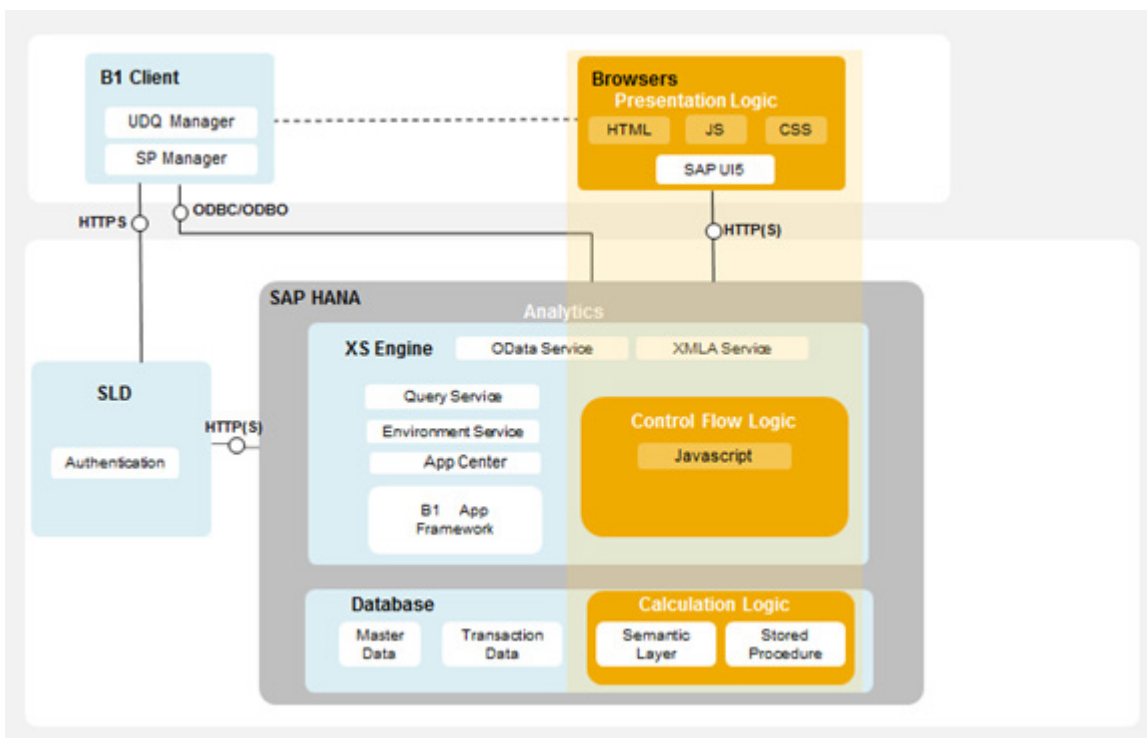 B1 Client
UDQ Manager
SP Manager
Browsers
Presentation Logic
HTML
JS
CSS
SAP UI5
HTTPS
ODBC/ODBO
HTTP(S)
SAP HANA
Analytics
XS Engine
OData Service
XMLA Service
SLD
Authentication
HTTP(S)
Query Service
Environment Service
App Center
B1 App
Framework
Control Flow Logic
Javascript
Database
Master
Data
Transaction
Data
Calculation Logic
Semantic
Layer
Stored
Procedure